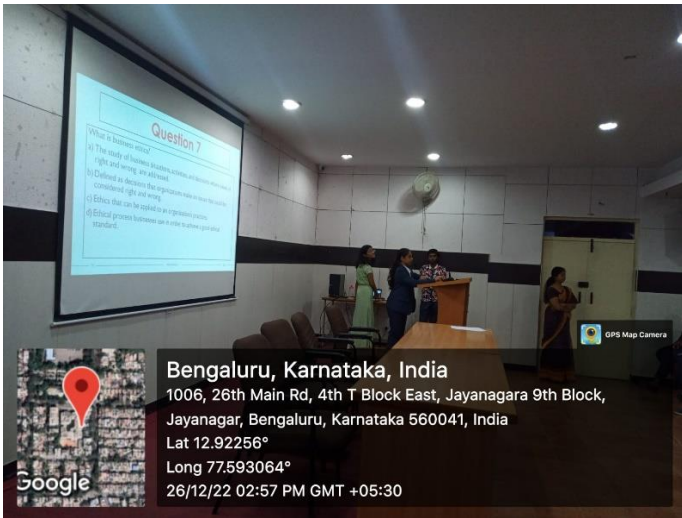 Question 7
What is business ethics?
a) The study of business situations, activities, and decisions where issues of
right and wrong are addressed.
b) Defined as decisions that organizations make on issues that could be
considered right and wrong.
c) Ethics that can be applied to an organization's practices.
d) Ethical process businesses use in order to achieve a good ethical
standard.
GPS Map Camera
Bengaluru, Karnataka, India
1006, 26th Main Rd, 4th T Block East, Jayanagara 9th Block,
Jayanagar, Bengaluru, Karnataka 560041, India
Lat 12.92256°
Long 77.593064°
26/12/22 02:57 PM GMT +05:30
Google